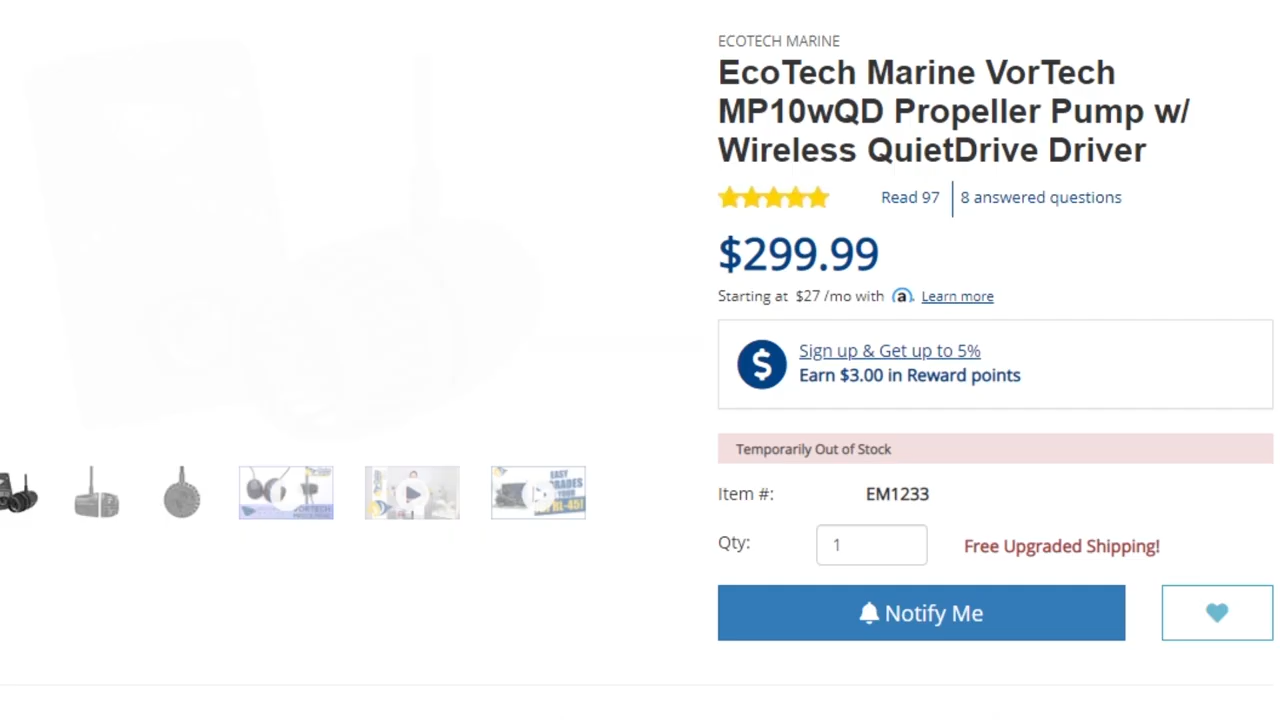 ECOTECH MARINE
EcoTech Marine VorTech
MP10wQD Propeller Pump w/
Wireless QuietDrive Driver
Read 97
8 answered questions
$299.99
Starting at $27 /mo with a Learn more
$
Sign up & Get up to 5%
Earn $3.00 in Reward points
Temporarily Out of Stock
Item #: EM1233
Qty: 1
Free Upgraded Shipping!
Notify Me
VORTECH
EASY